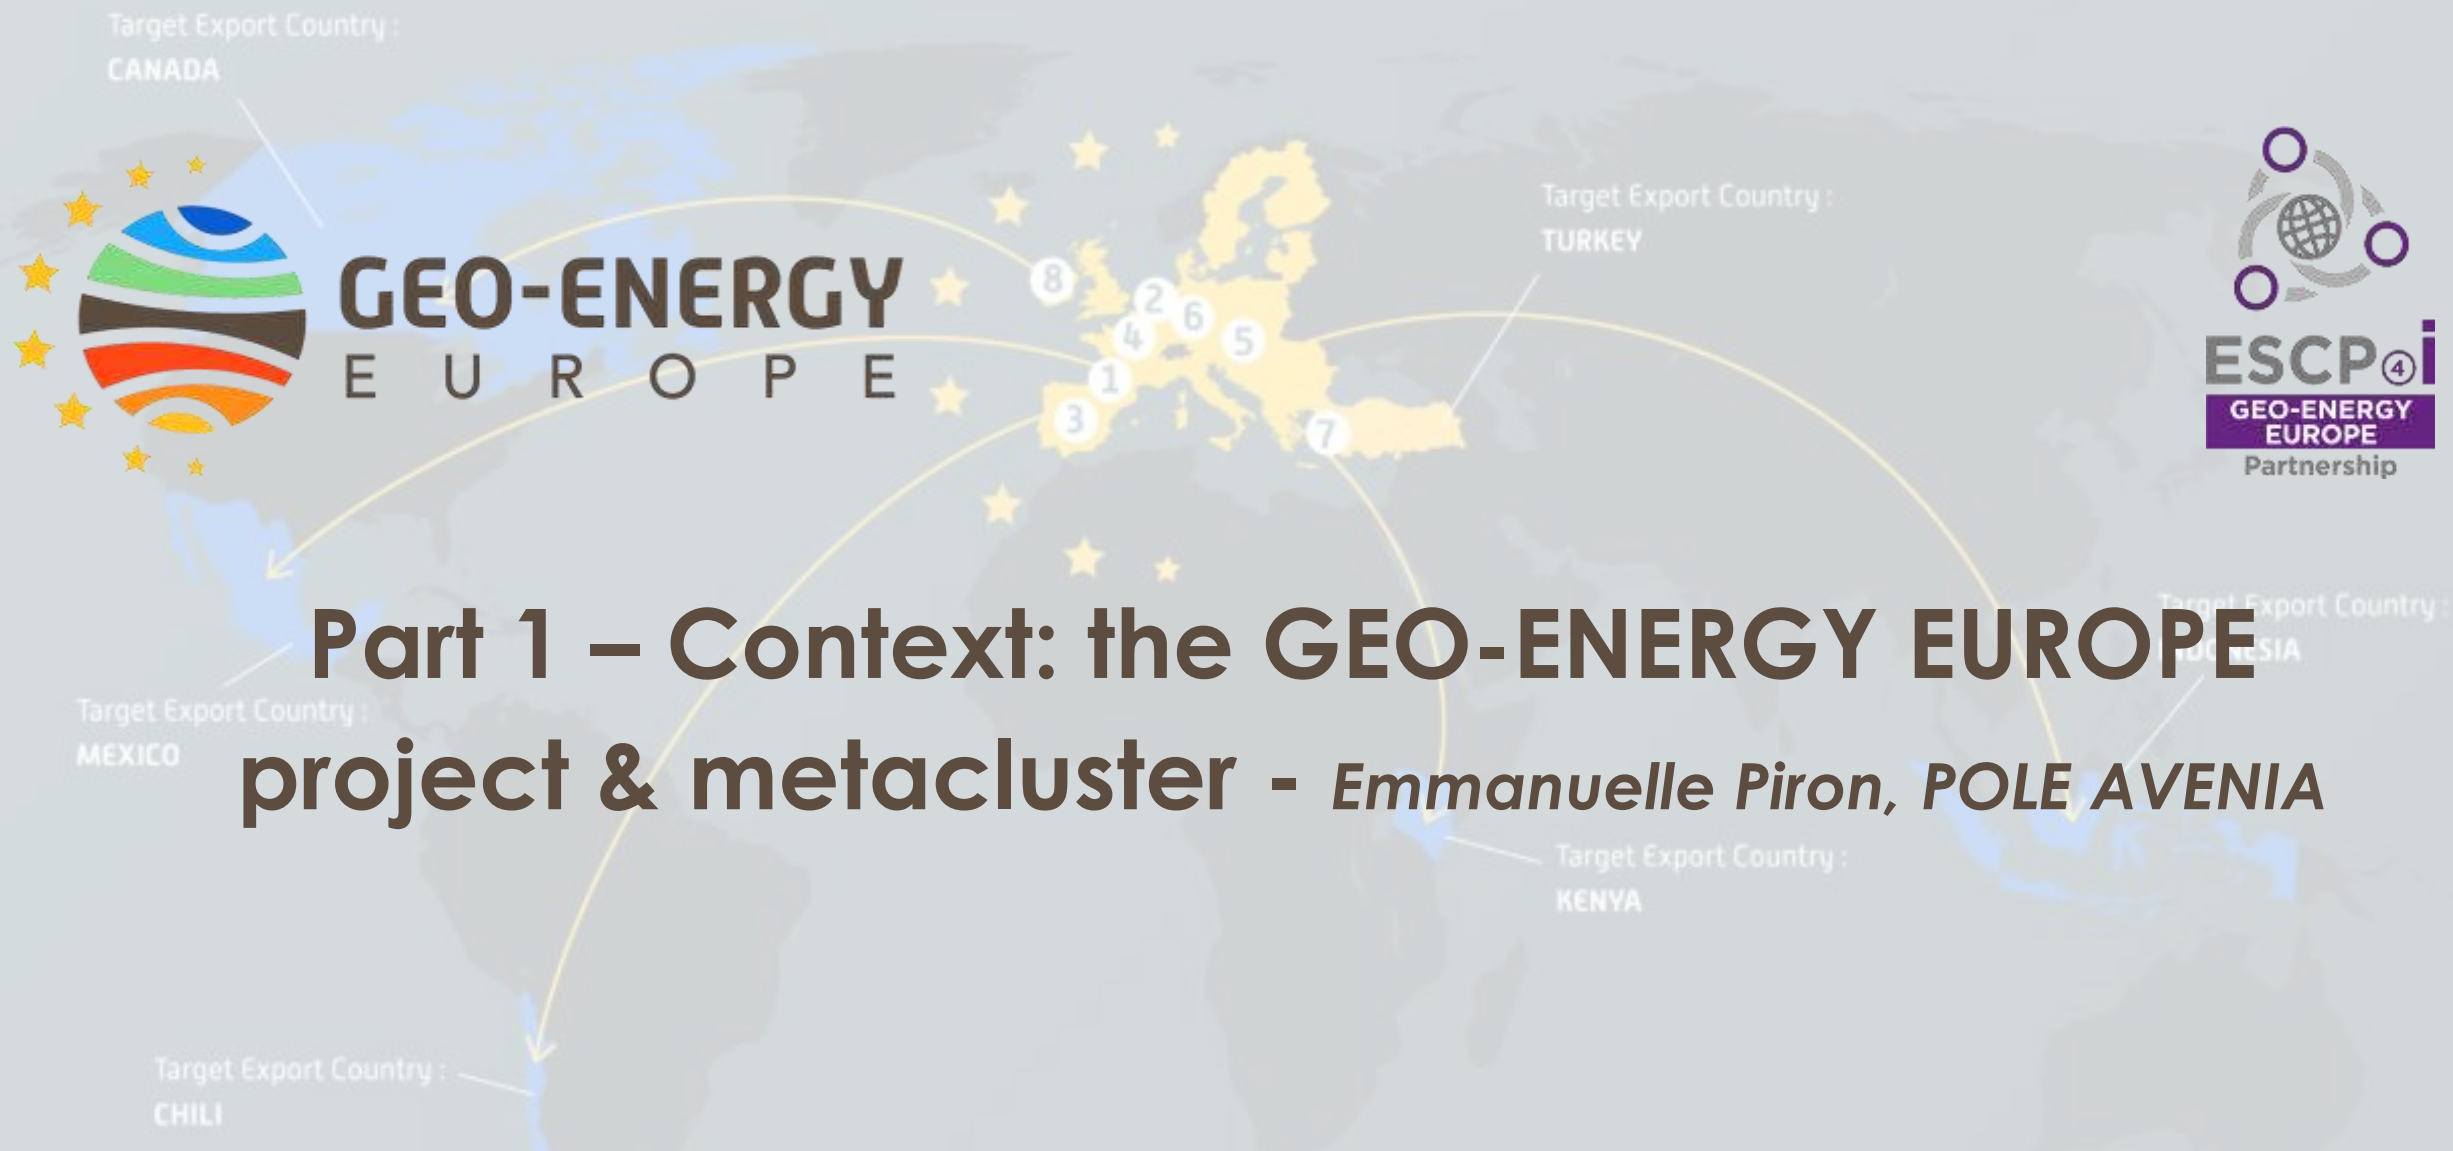 Target Export Country :
CANADA
GEO-ENERGY
EUROPE
Target Export Country :
TURKEY
8
2
6
4
5
1
3
7
ESCP4i
GEO-ENERGY
EUROPE
Partnership
Part 1 – Context: the GEO-ENERGY EUROPE
project & metacluster - Emmanuelle Piron, POLE AVENIA
Target Export Country :
INDONESIA
Target Export Country :
MEXICO
Target Export Country :
KENYA
Target Export Country :
CHILI